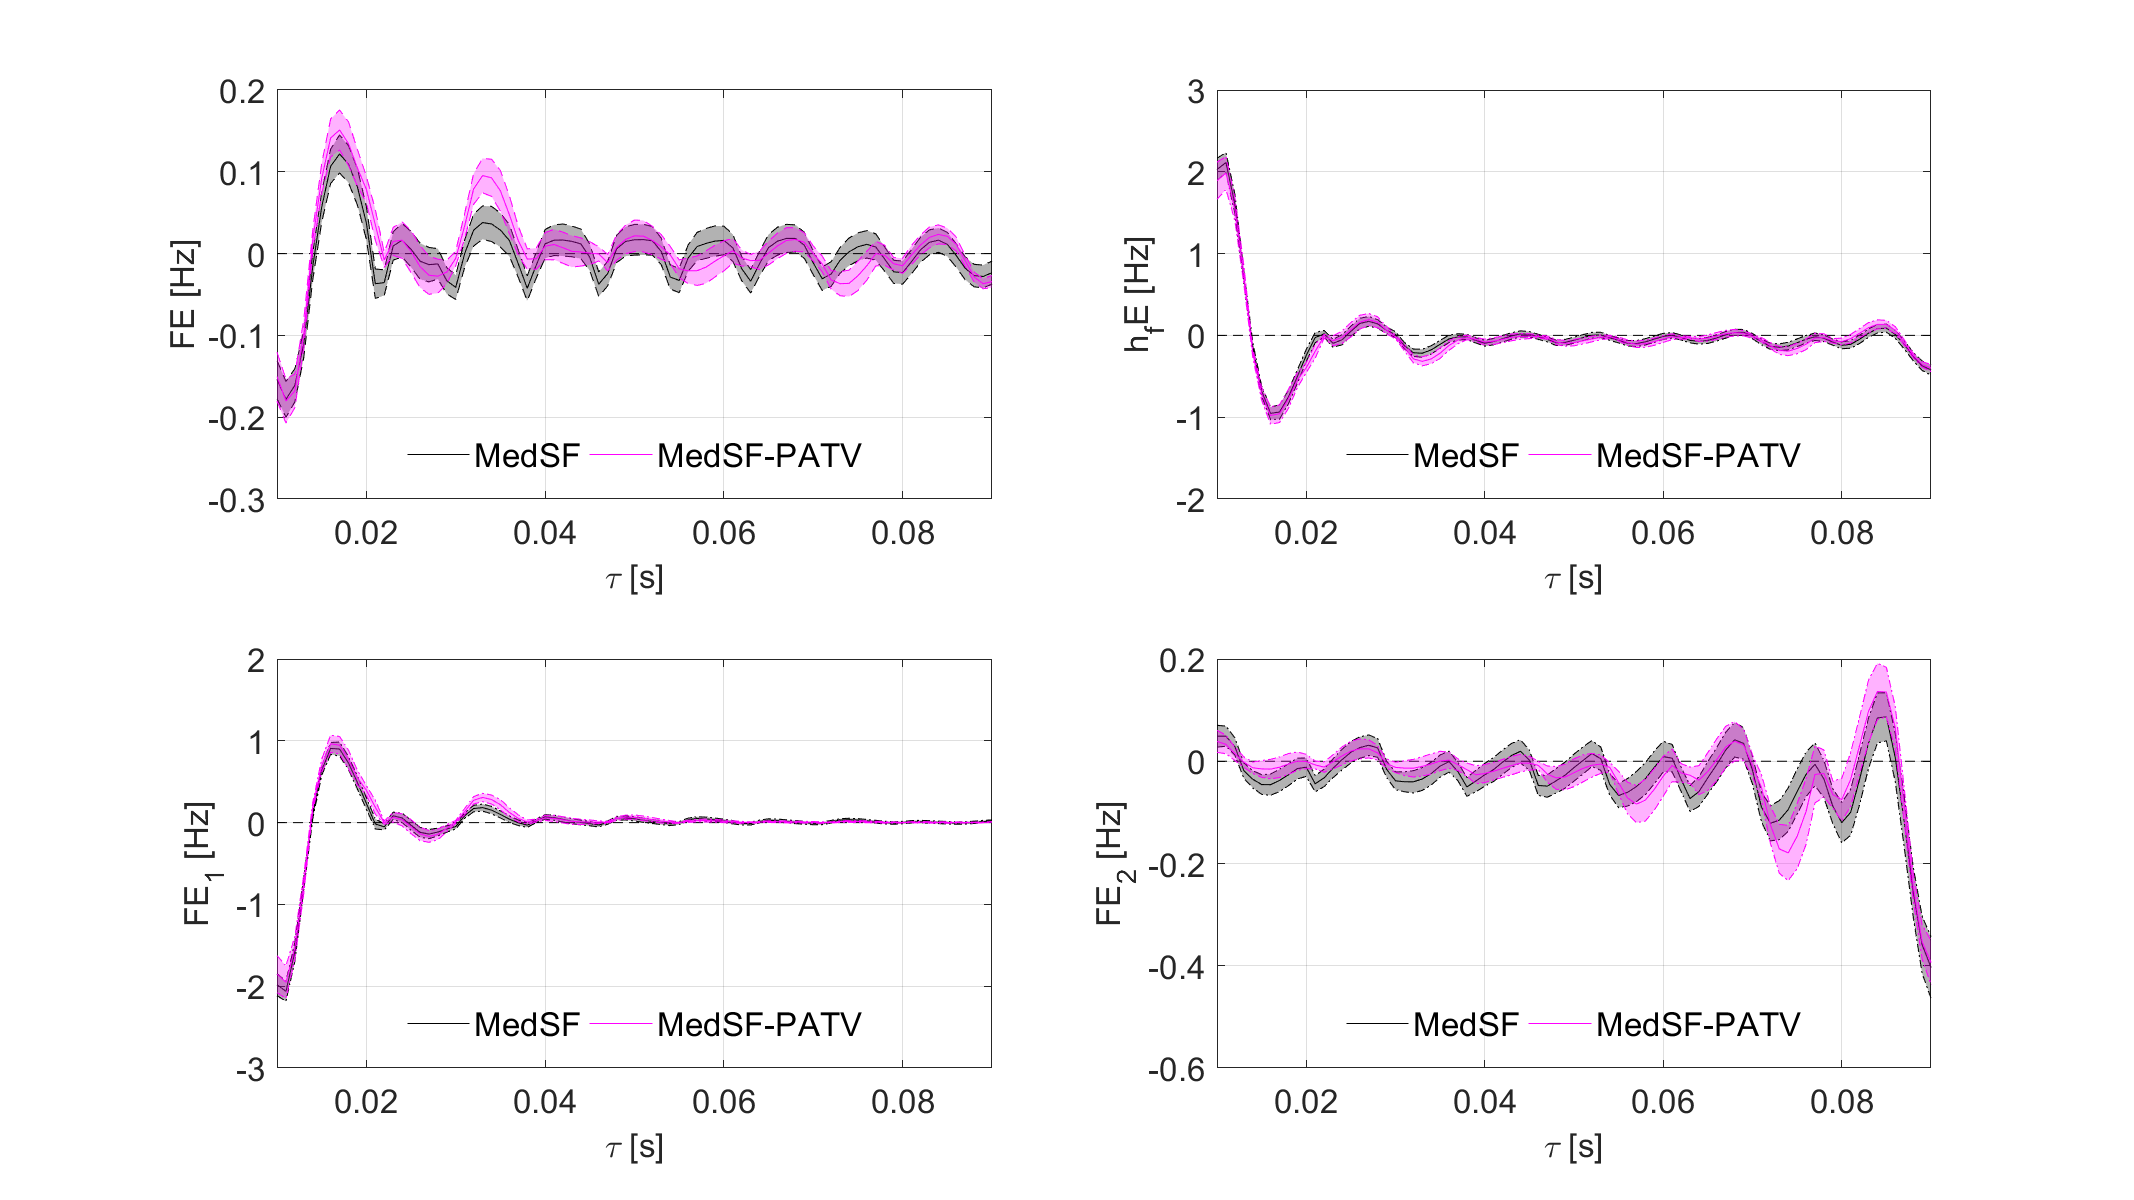 0.2
0.1
0
-0.1
-0.2
-0.3
FE [Hz]
MedSF MedSF-PATV
0.02 0.04 0.06 0.08
τ [s]
3
2
1
0
-1
-2
h_fE [Hz]
MedSF MedSF-PATV
0.02 0.04 0.06 0.08
τ [s]
2
1
0
-1
-2
-3
FE_1 [Hz]
MedSF MedSF-PATV
0.02 0.04 0.06 0.08
τ [s]
0.2
0
-0.2
-0.4
-0.6
FE_2 [Hz]
MedSF MedSF-PATV
0.02 0.04 0.06 0.08
τ [s]